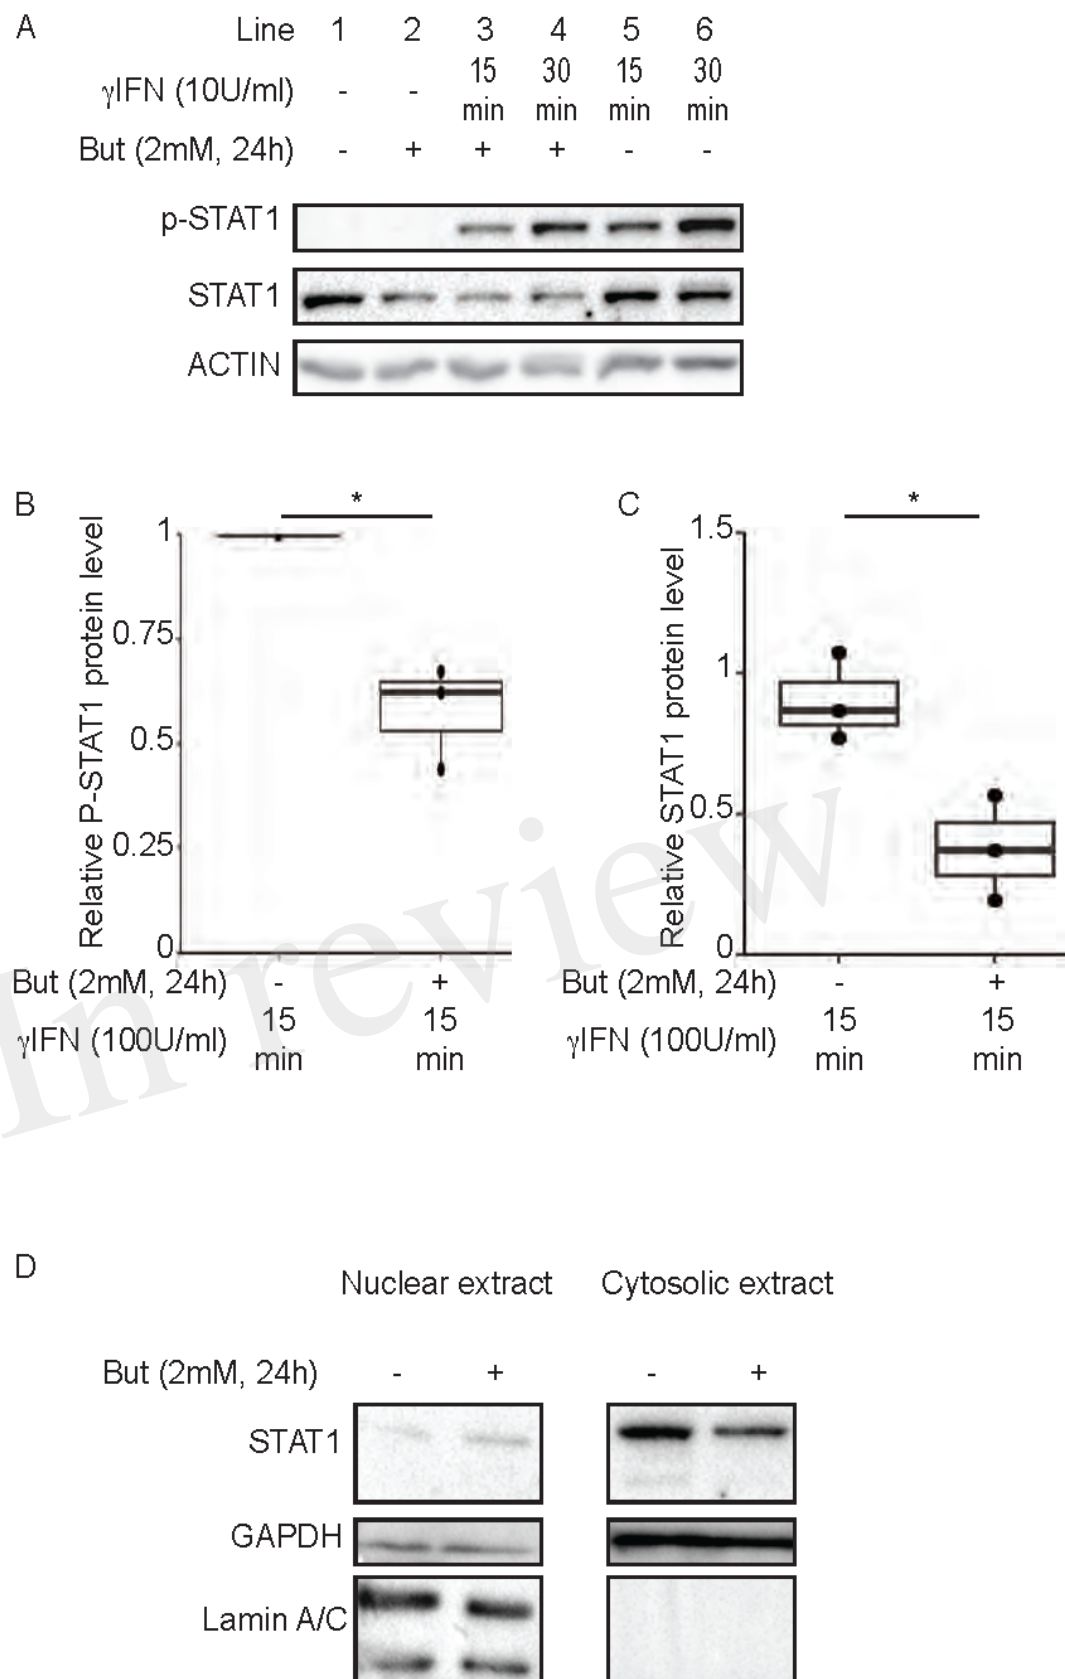 A
Line 1 2 3 4 5 6
γIFN (10U/ml) - - 15 min 30 min 15 min 30 min
But (2mM, 24h) - + + + - -
p-STAT1
STAT1
ACTIN
B
*
Relative P-STAT1 protein level
1
0.75
0.5
0.25
0
But (2mM, 24h) - +
γIFN (100U/ml) 15 min 15 min
C
*
Relative STAT1 protein level
1.5
1
0.5
0
But (2mM, 24h) - +
γIFN (100U/ml) 15 min 15 min
In review
D
Nuclear extract Cytosolic extract
But (2mM, 24h) - + - +
STAT1
GAPDH
Lamin A/C